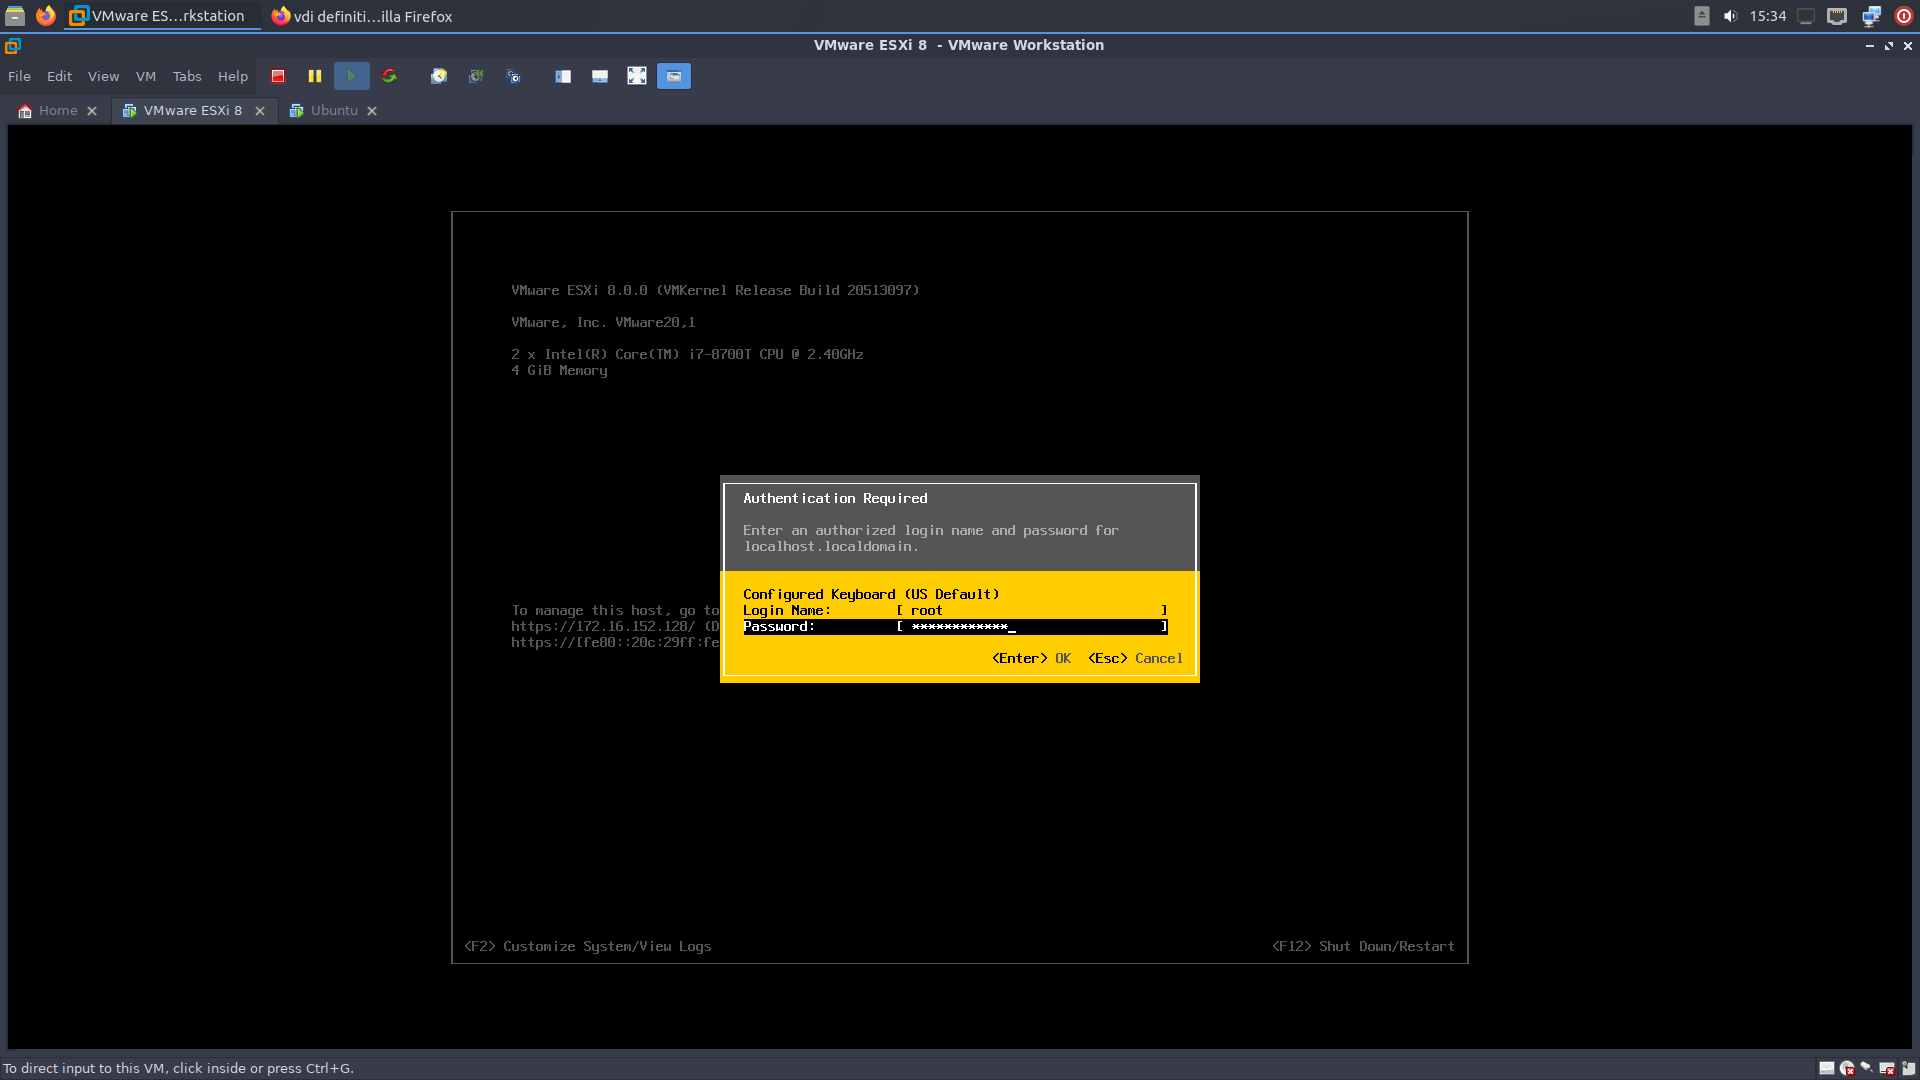 VMware ES...rkstation
vdi definiti...illa Firefox
15:34
VMware ESXi 8 - VMware Workstation
File Edit View VM Tabs Help
Home
VMware ESXi 8
Ubuntu
VMware ESXi 8.0.0 (VMKernel Release Build 20513097)
VMware, Inc. VMware20,1
2 x Intel(R) Core(TM) i7-8700T CPU @ 2.40GHz
4 GiB Memory
Authentication Required
Enter an authorized login name and password for
localhost.localdomain.
Configured Keyboard (US Default)
Login Name: [ root ]
Password: [ ************_ ]
<Enter> OK <Esc> Cancel
To manage this host, go to
https://172.16.152.128/ (D
https://[fe80::20c:29ff:fe
<F2> Customize System/View Logs
<F12> Shut Down/Restart
To direct input to this VM, click inside or press Ctrl+G.